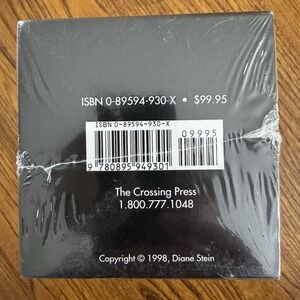 ISBN 0-89594-930-X • $99.95
ISBN 0-89594-930-X
09995
9 780895 949301
The Crossing Press
1.800.777.1048
Copyright © 1998, Diane Stein